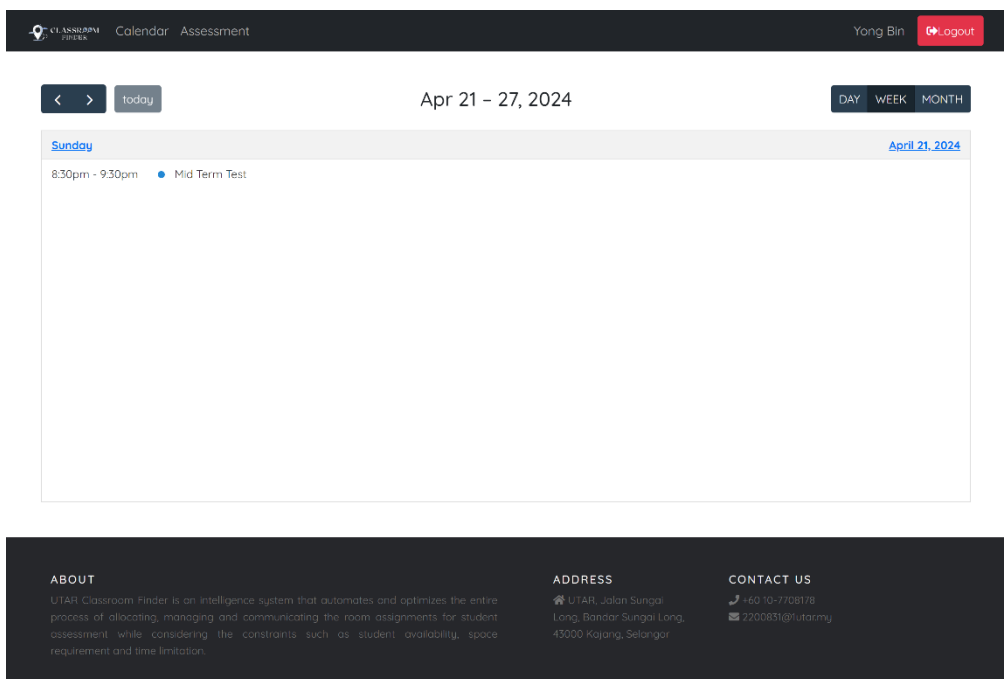 CLASSROOM
FINDER
Calendar Assessment
Yong Bin
Logout
today
Apr 21 – 27, 2024
DAY WEEK MONTH
Sunday April 21, 2024
8:30pm - 9:30pm Mid Term Test
ABOUT
UTAR Classroom Finder is an intelligence system that automates and optimizes the entire
process of allocating, managing and communicating the room assignments for student
assessment while considering the constraints such as student availability, space
requirement and time limitation.
ADDRESS
UTAR, Jalan Sungai
Long, Bandar Sungai Long,
43000 Kajang, Selangor
CONTACT US
+60 10-7708178
2200831@1utar.my